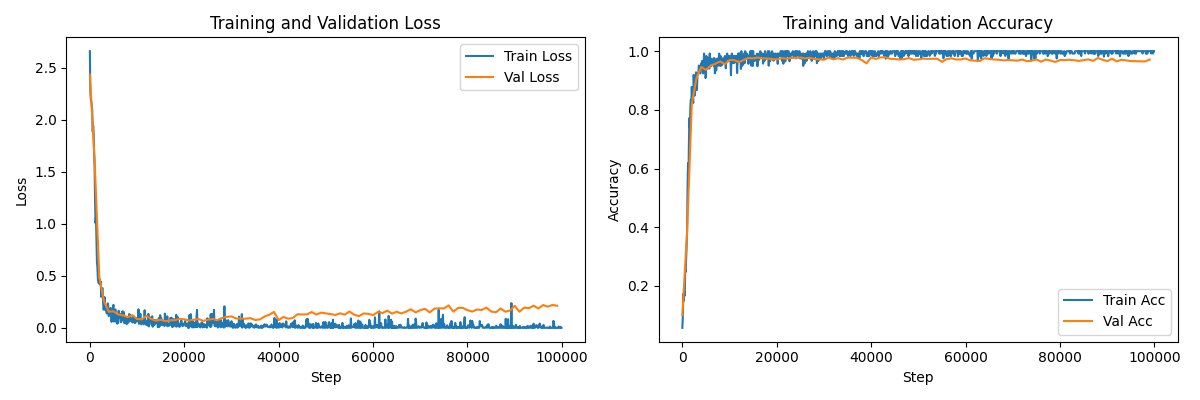 Training and Validation Loss
Train Loss
Val Loss
2.5
2.0
1.5
1.0
0.5
0.0
Loss
0
20000
40000
60000
80000
100000
Step
Training and Validation Accuracy
1.0
0.8
0.6
0.4
0.2
Accuracy
Train Acc
Val Acc
0
20000
40000
60000
80000
100000
Step